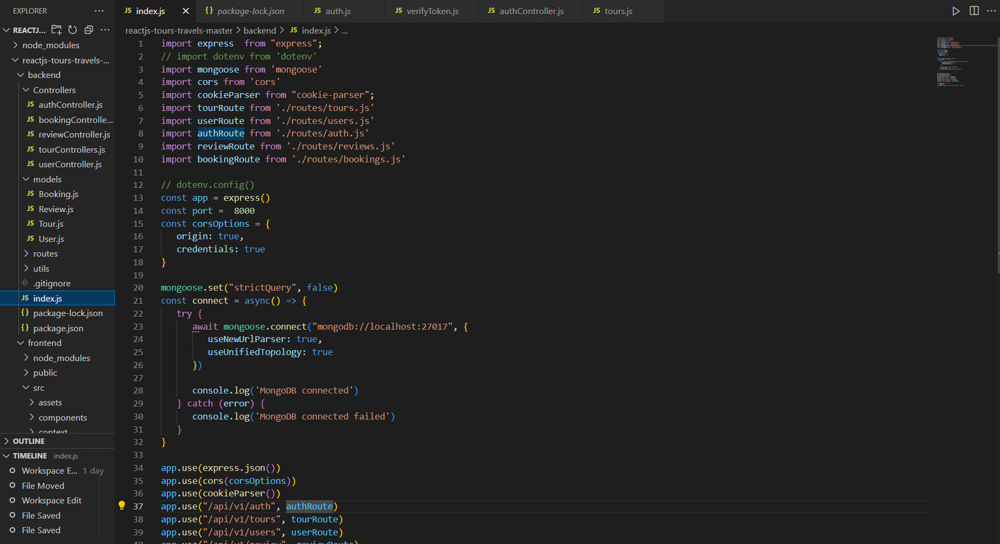 EXPLORER ...
REACTJ... ...
node_modules
reactjs-tours-travels-...
backend
Controllers
JS authController.js
JS bookingControlle...
JS reviewController.js
JS tourControllers.js
JS userController.js
models
JS Booking.js
JS Review.js
JS Tour.js
JS User.js
routes
utils
.gitignore
JS index.js
{} package-lock.json
{} package.json
frontend
node_modules
public
src
assets
components
context
OUTLINE
TIMELINE index.js
Workspace E... 1 day
File Moved
Workspace Edit
File Saved
File Saved
JS index.js {} package-lock.json JS auth.js JS verifyToken.js JS authController.js JS tours.js
reactjs-tours-travels-master > backend > JS index.js > ...
1 import express  from "express";
2 // import dotenv from 'dotenv'
3 import mongoose from 'mongoose'
4 import cors from 'cors'
5 import cookieParser from "cookie-parser";
6 import tourRoute from './routes/tours.js'
7 import userRoute from './routes/users.js'
8 import authRoute from './routes/auth.js'
9 import reviewRoute from './routes/reviews.js'
10 import bookingRoute from './routes/bookings.js'
11
12 // dotenv.config()
13 const app = express()
14 const port =  8000
15 const corsOptions = {
16 origin: true,
17 credentials: true
18 }
19
20 mongoose.set("strictQuery", false)
21 const connect = async() => {
22 try {
23 await mongoose.connect("mongodb://localhost:27017", {
24 useNewUrlParser: true,
25 useUnifiedTopology: true
26 })
27
28 console.log('MongoDB connected')
29 } catch (error) {
30 console.log('MongoDB connected failed')
31 }
32 }
33
34 app.use(express.json())
35 app.use(cors(corsOptions))
36 app.use(cookieParser())
37 app.use("/api/v1/auth", authRoute)
38 app.use("/api/v1/tours", tourRoute)
39 app.use("/api/v1/users", userRoute)
40 app.use("/api/v1/review", reviewRoute)